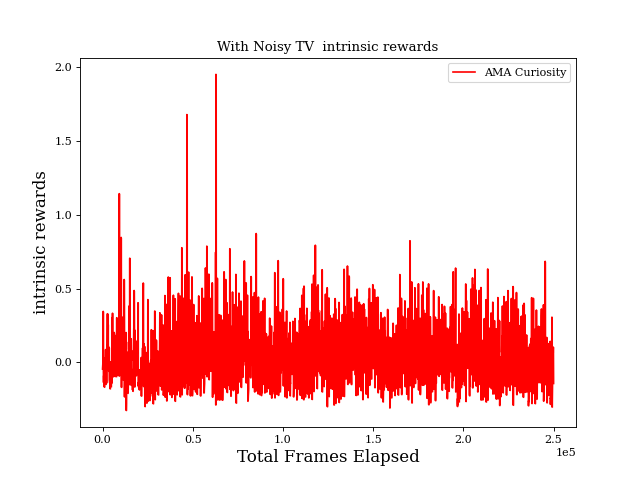 With Noisy TV  intrinsic rewards
AMA Curiosity
intrinsic rewards
2.0
1.5
1.0
0.5
0.0
0.0 0.5 1.0 1.5 2.0 2.5
1e5
Total Frames Elapsed